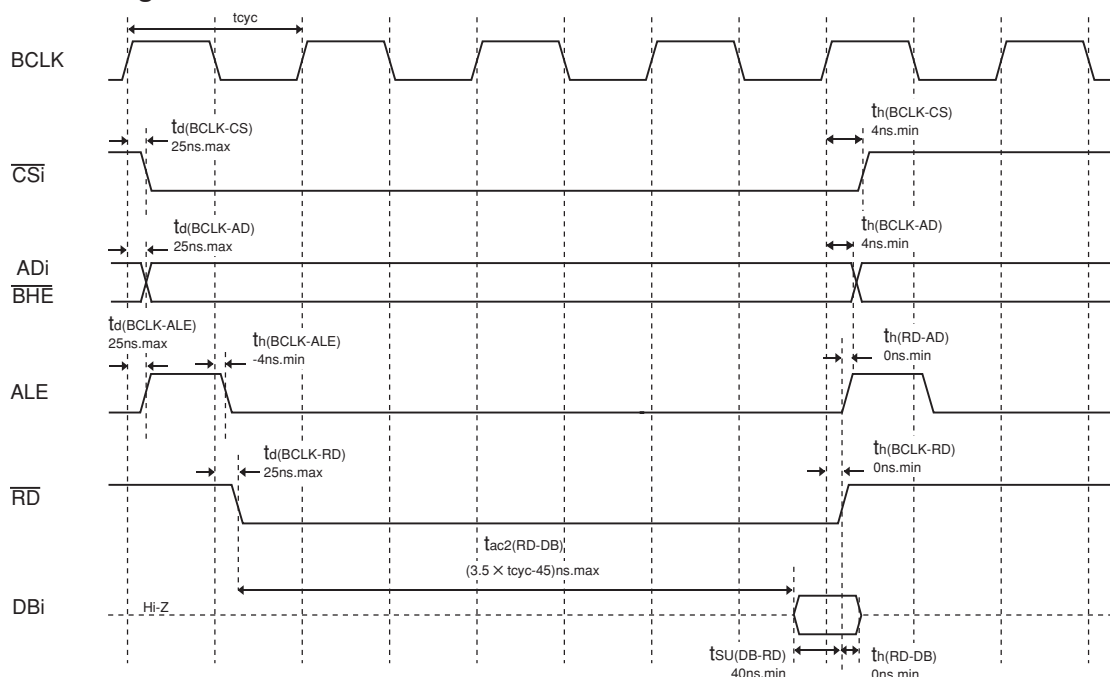 tcyc
BCLK
td(BCLK-CS)
25ns.max
th(BCLK-CS)
4ns.min
CSi
td(BCLK-AD)
25ns.max
th(BCLK-AD)
4ns.min
ADi
BHE
td(BCLK-ALE)
25ns.max
th(BCLK-ALE)
-4ns.min
th(RD-AD)
0ns.min
ALE
td(BCLK-RD)
25ns.max
th(BCLK-RD)
0ns.min
RD
tac2(RD-DB)
(3.5 × tcyc-45)ns.max
DBi
Hi-Z
tSU(DB-RD)
40ns.min
th(RD-DB)
0ns.min